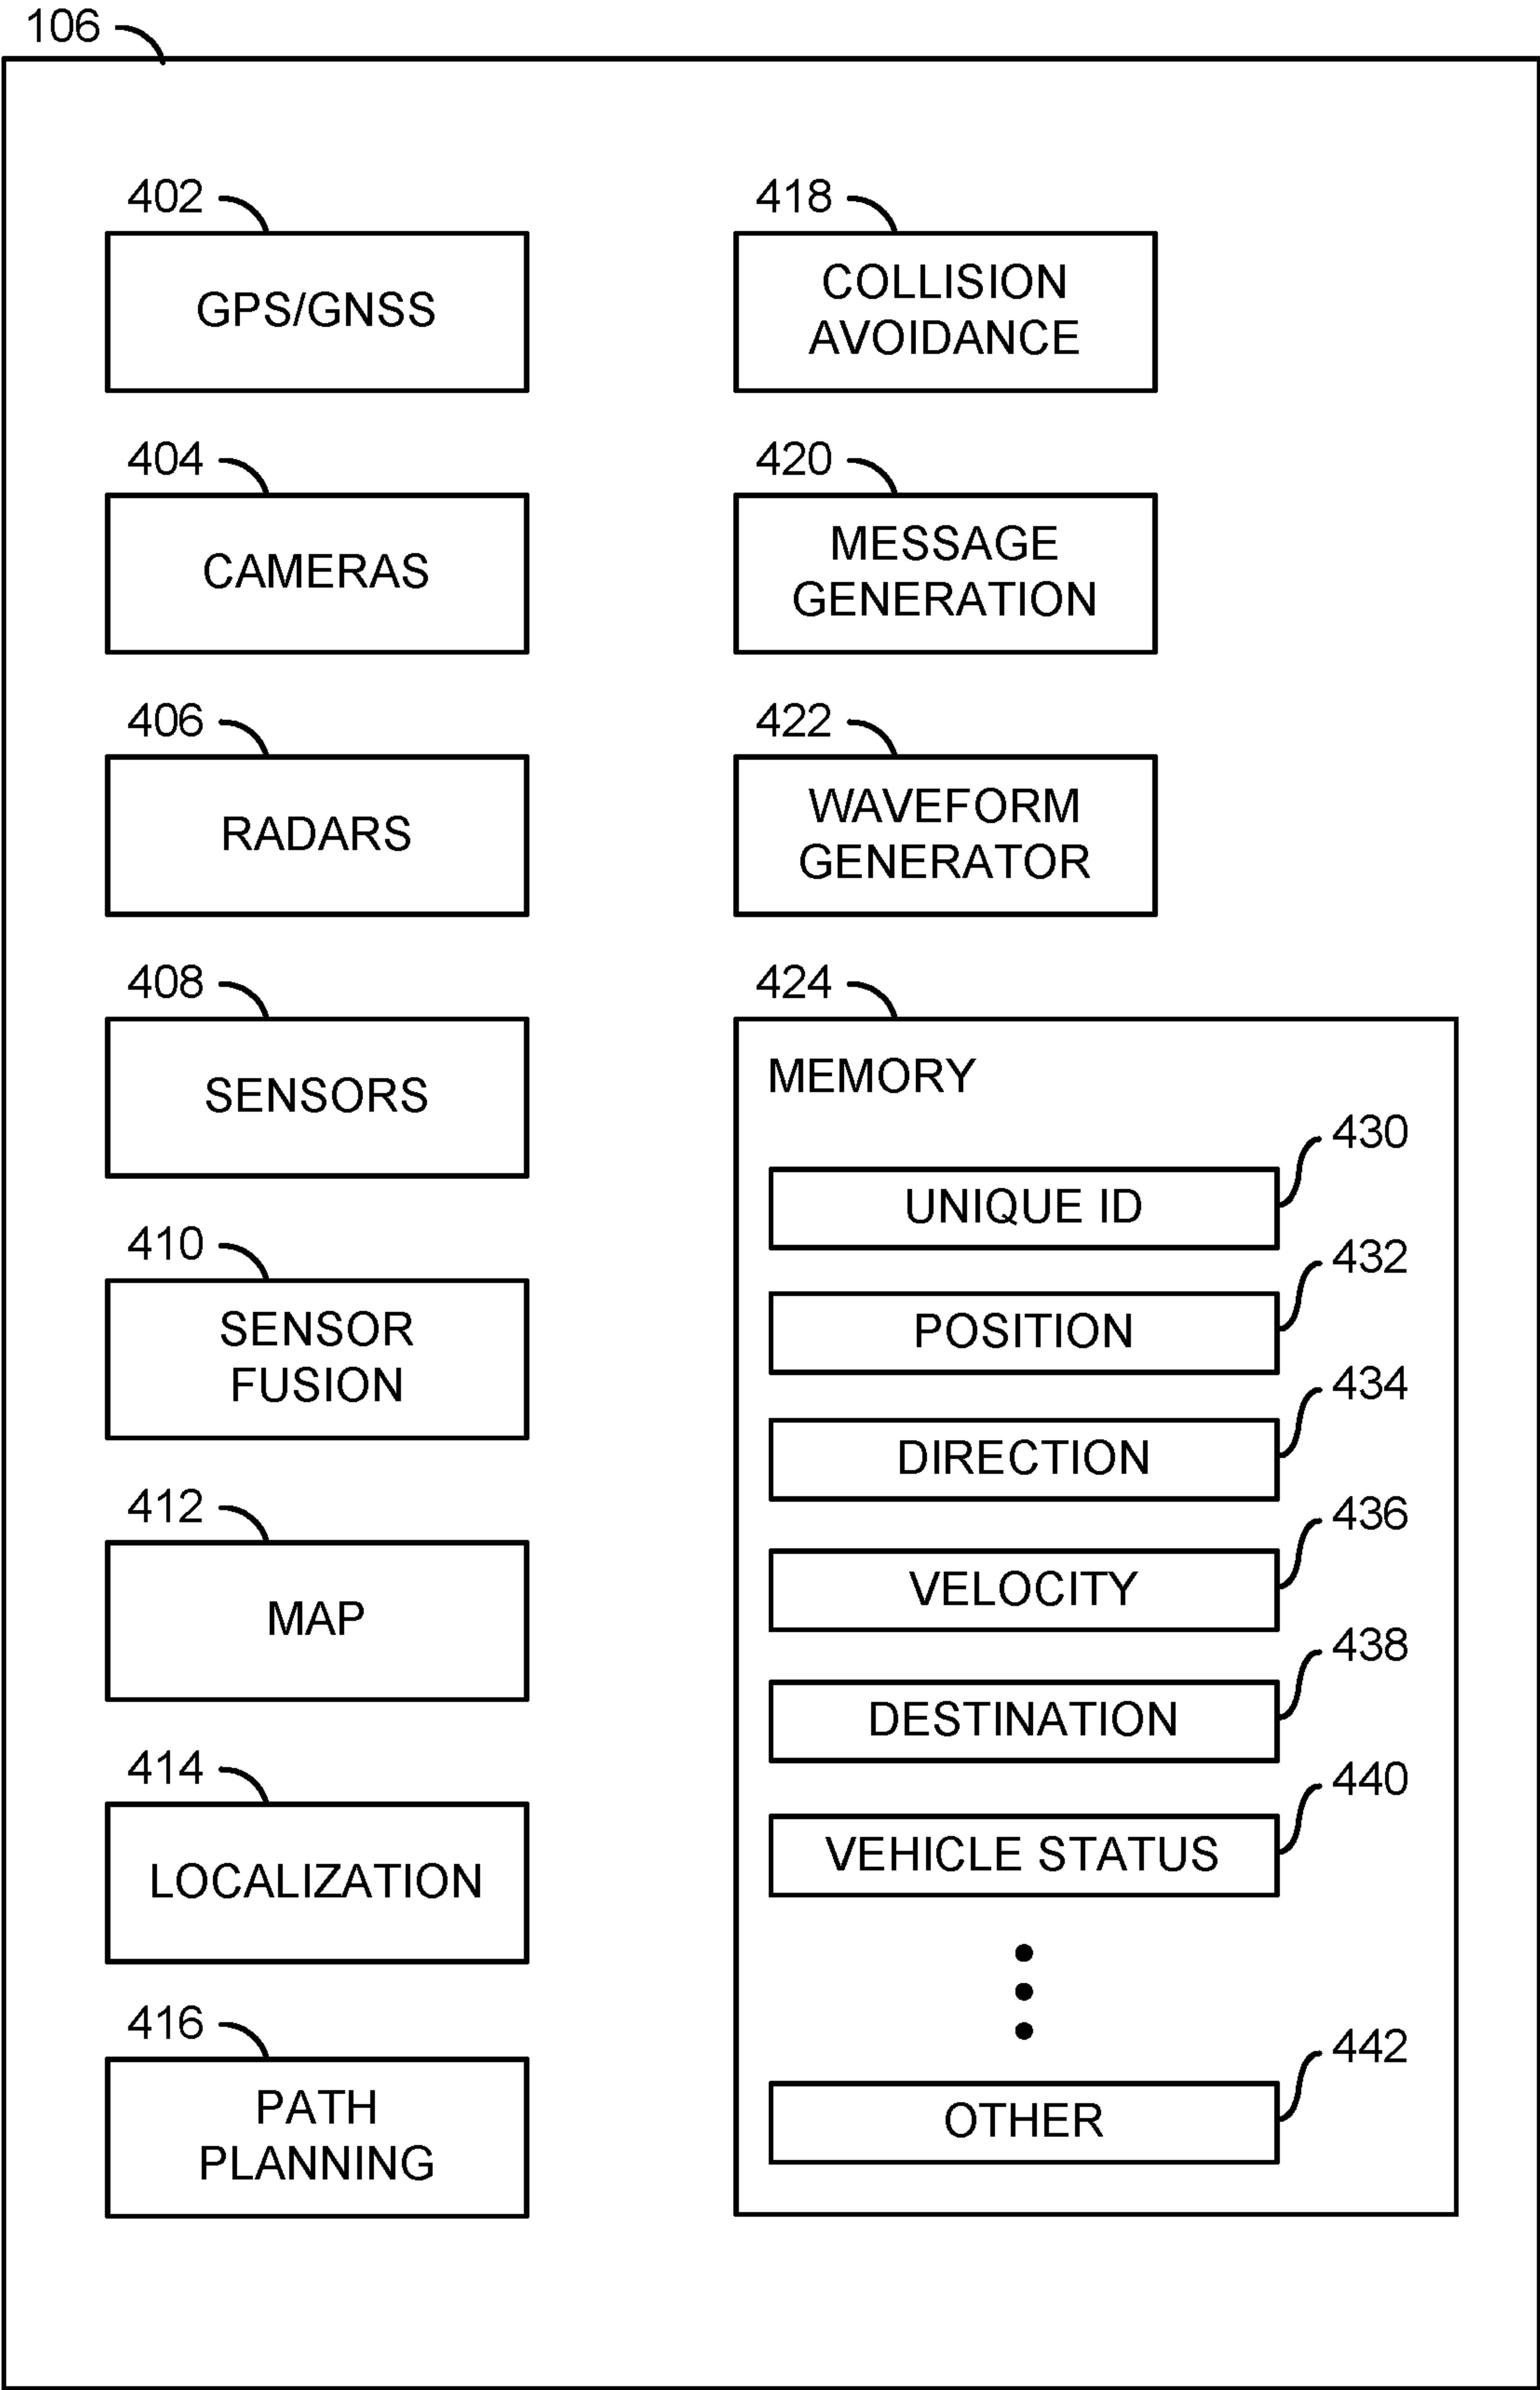 106
402
GPS/GNSS
404
CAMERAS
406
RADARS
408
SENSORS
410
SENSOR
FUSION
412
MAP
414
LOCALIZATION
416
PATH
PLANNING
418
COLLISION
AVOIDANCE
420
MESSAGE
GENERATION
422
WAVEFORM
GENERATOR
424
MEMORY
430
UNIQUE ID
432
POSITION
434
DIRECTION
436
VELOCITY
438
DESTINATION
440
VEHICLE STATUS
442
OTHER